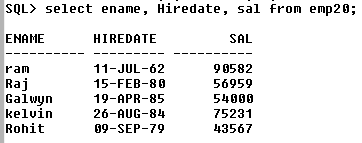 SQL> select ename, Hiredate, sal from emp20;
ENAME HIREDATE SAL
---------- --------- ----------
ram 11-JUL-62 90582
Raj 15-FEB-80 56959
Galwyn 19-APR-85 54000
kelvin 26-AUG-84 75231
Rohit 09-SEP-79 43567